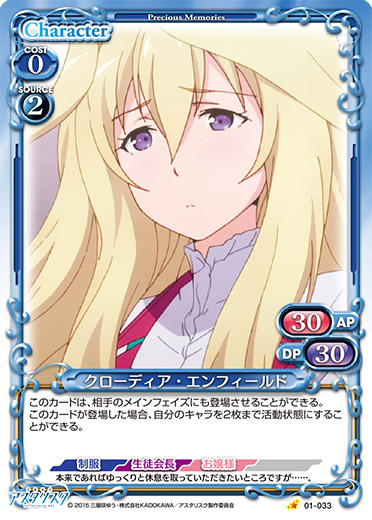 Precious Memories
Character
COST
0
SOURCE
2
30 AP
DP 30
クローディア・エンフィールド
このカードは、相手のメインフェイズにも登場させることができる。
このカードが登場した場合、自分のキャラを2枚まで活動状態にするこ
とができる。
制服 生徒会長 お嬢様
本来であればゆっくりと休息を取っていただきたいところですが……。
アスタリスク
© 2015 三屋咲ゆう・株式会社KADOKAWA/アスタリスク製作委員会
01-033